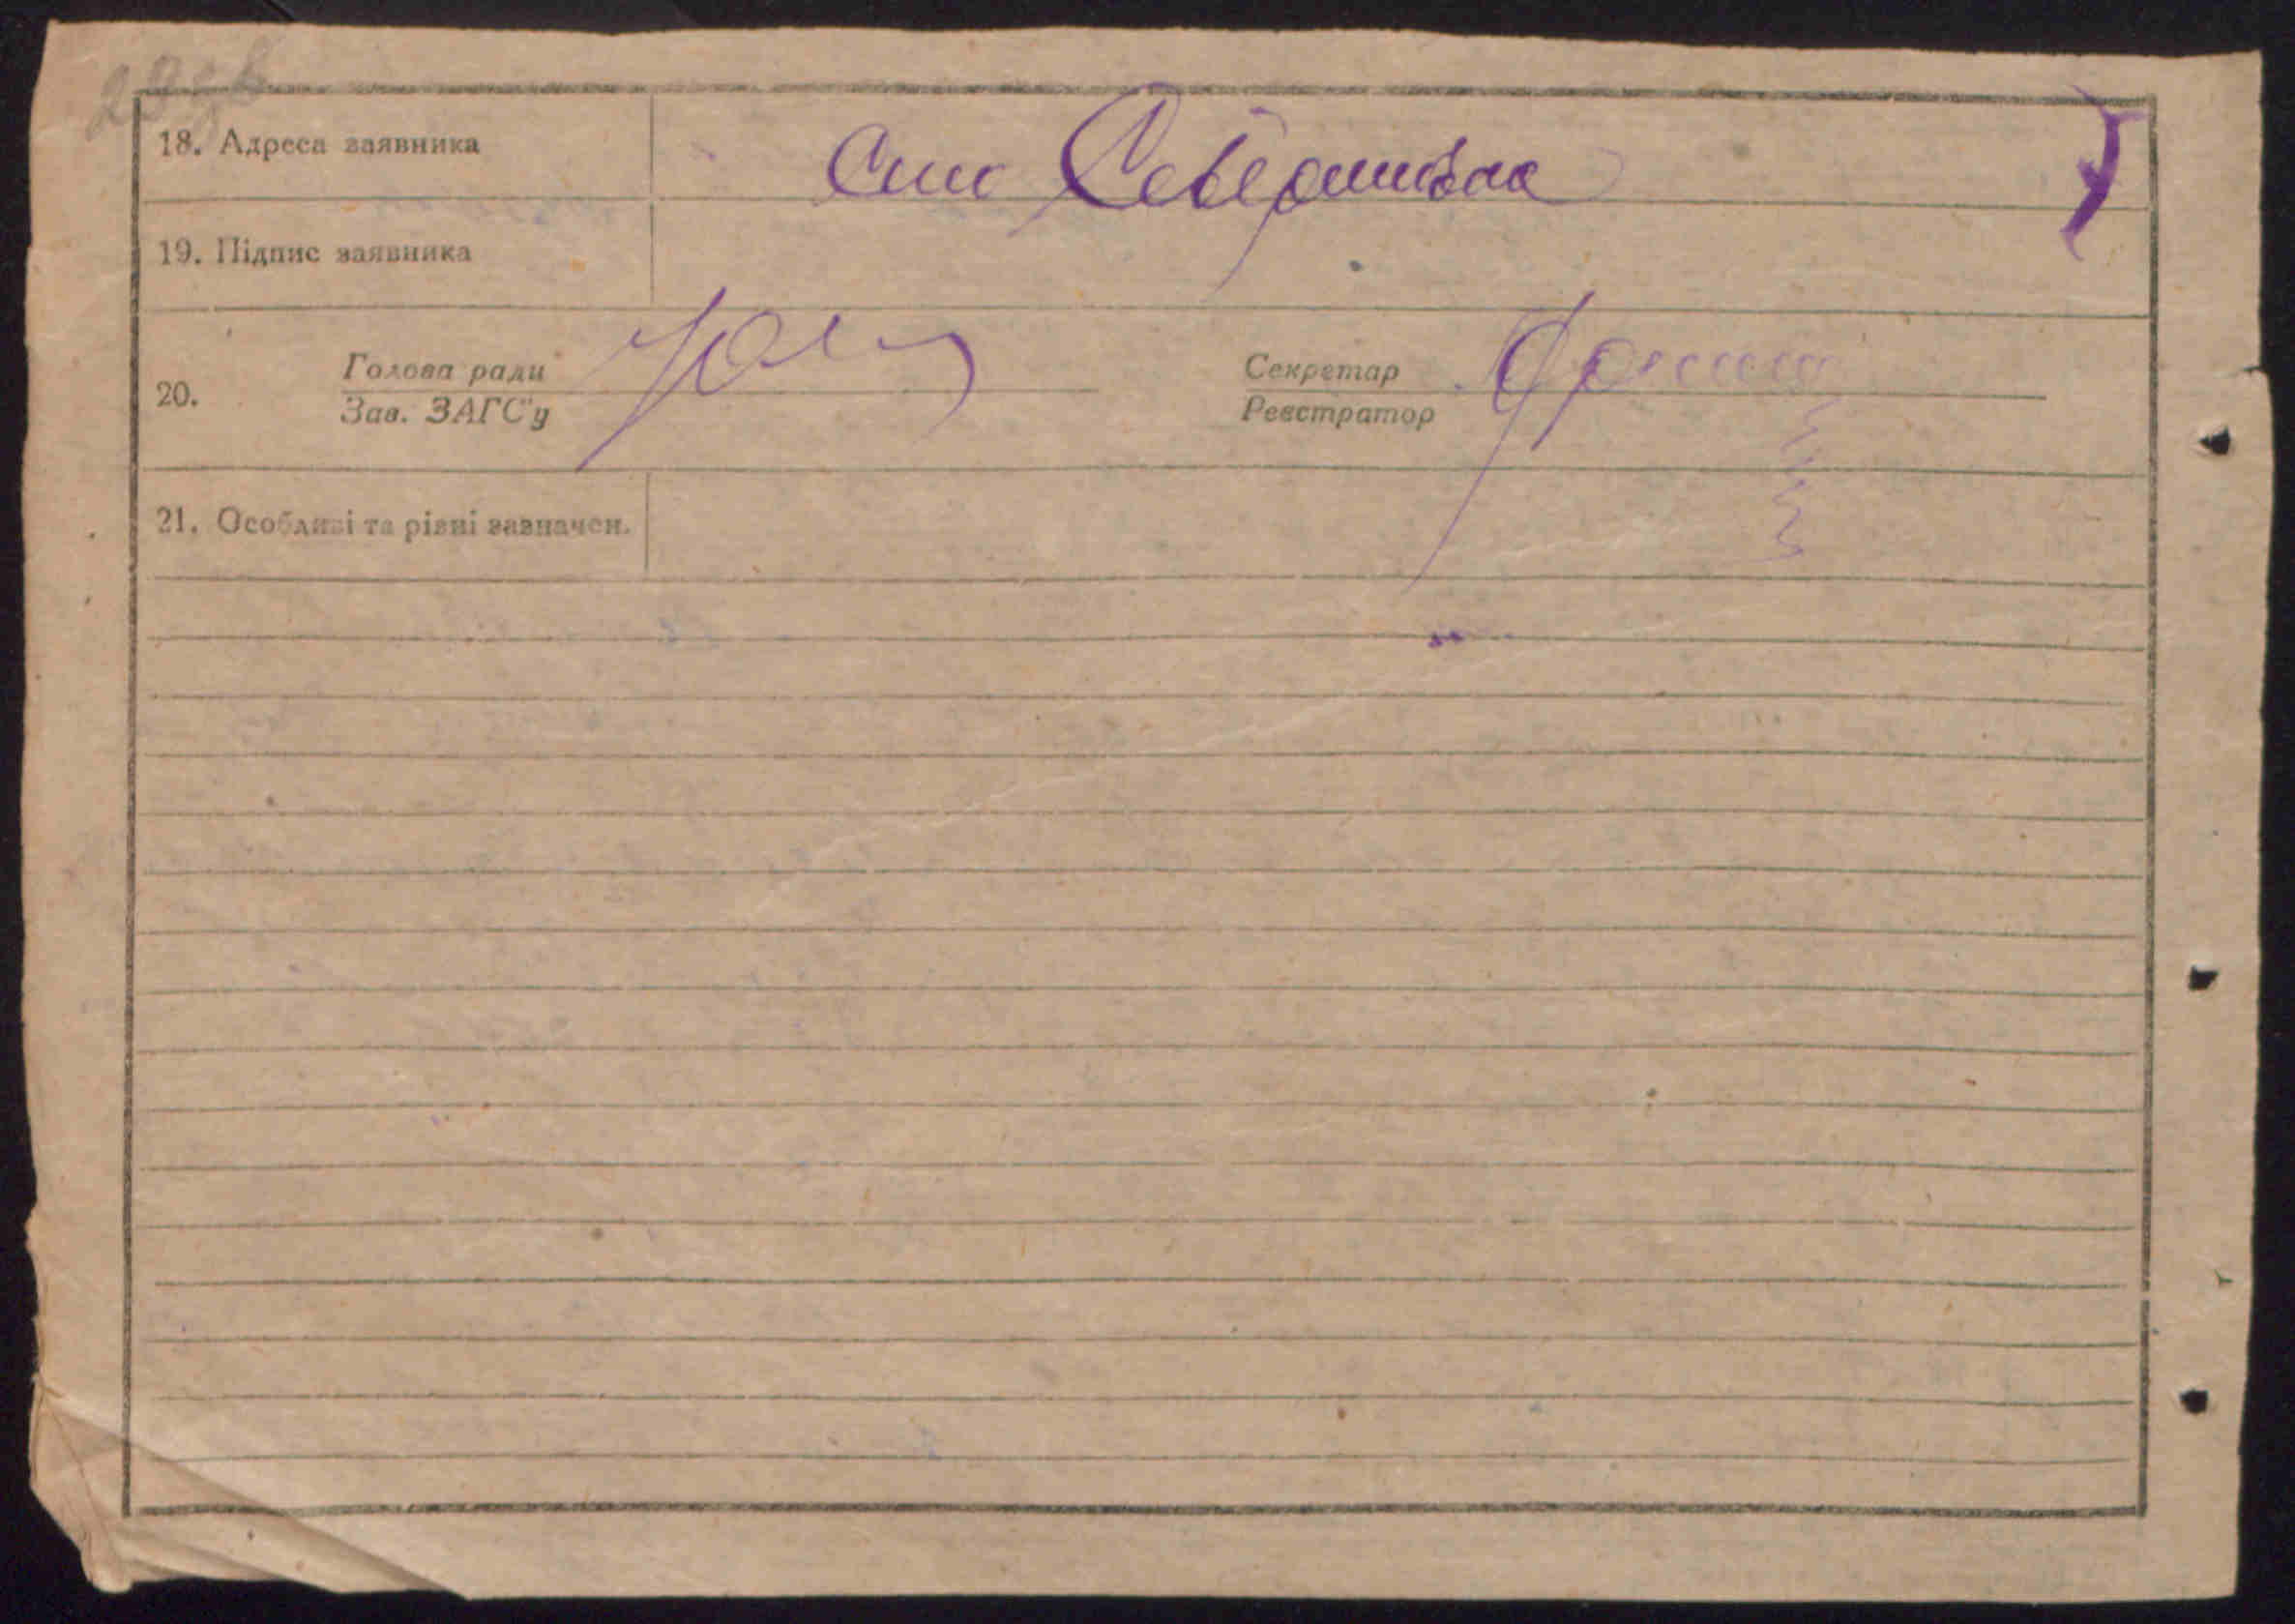 18. Адреса заявника Село Северинівка
19. Підпис заявника
20. Голова ради Секретар
Зав. ЗАГС'у Реєстратор
21. Особливі та різні зазначен.